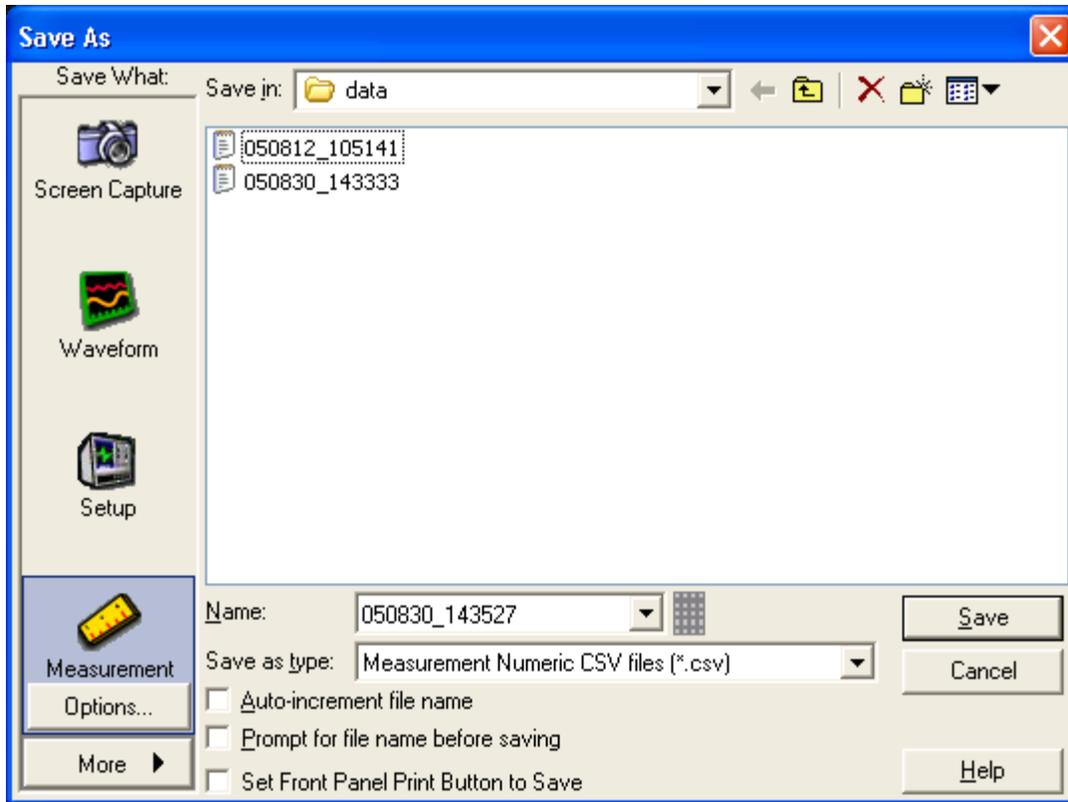 Save As
Save What:
Save in: data
Screen Capture
Waveform
Setup
Measurement
Options...
More
050812_105141
050830_143333
Name: 050830_143527
Save as type: Measurement Numeric CSV files (*.csv)
Auto-increment file name
Prompt for file name before saving
Set Front Panel Print Button to Save
Save
Cancel
Help